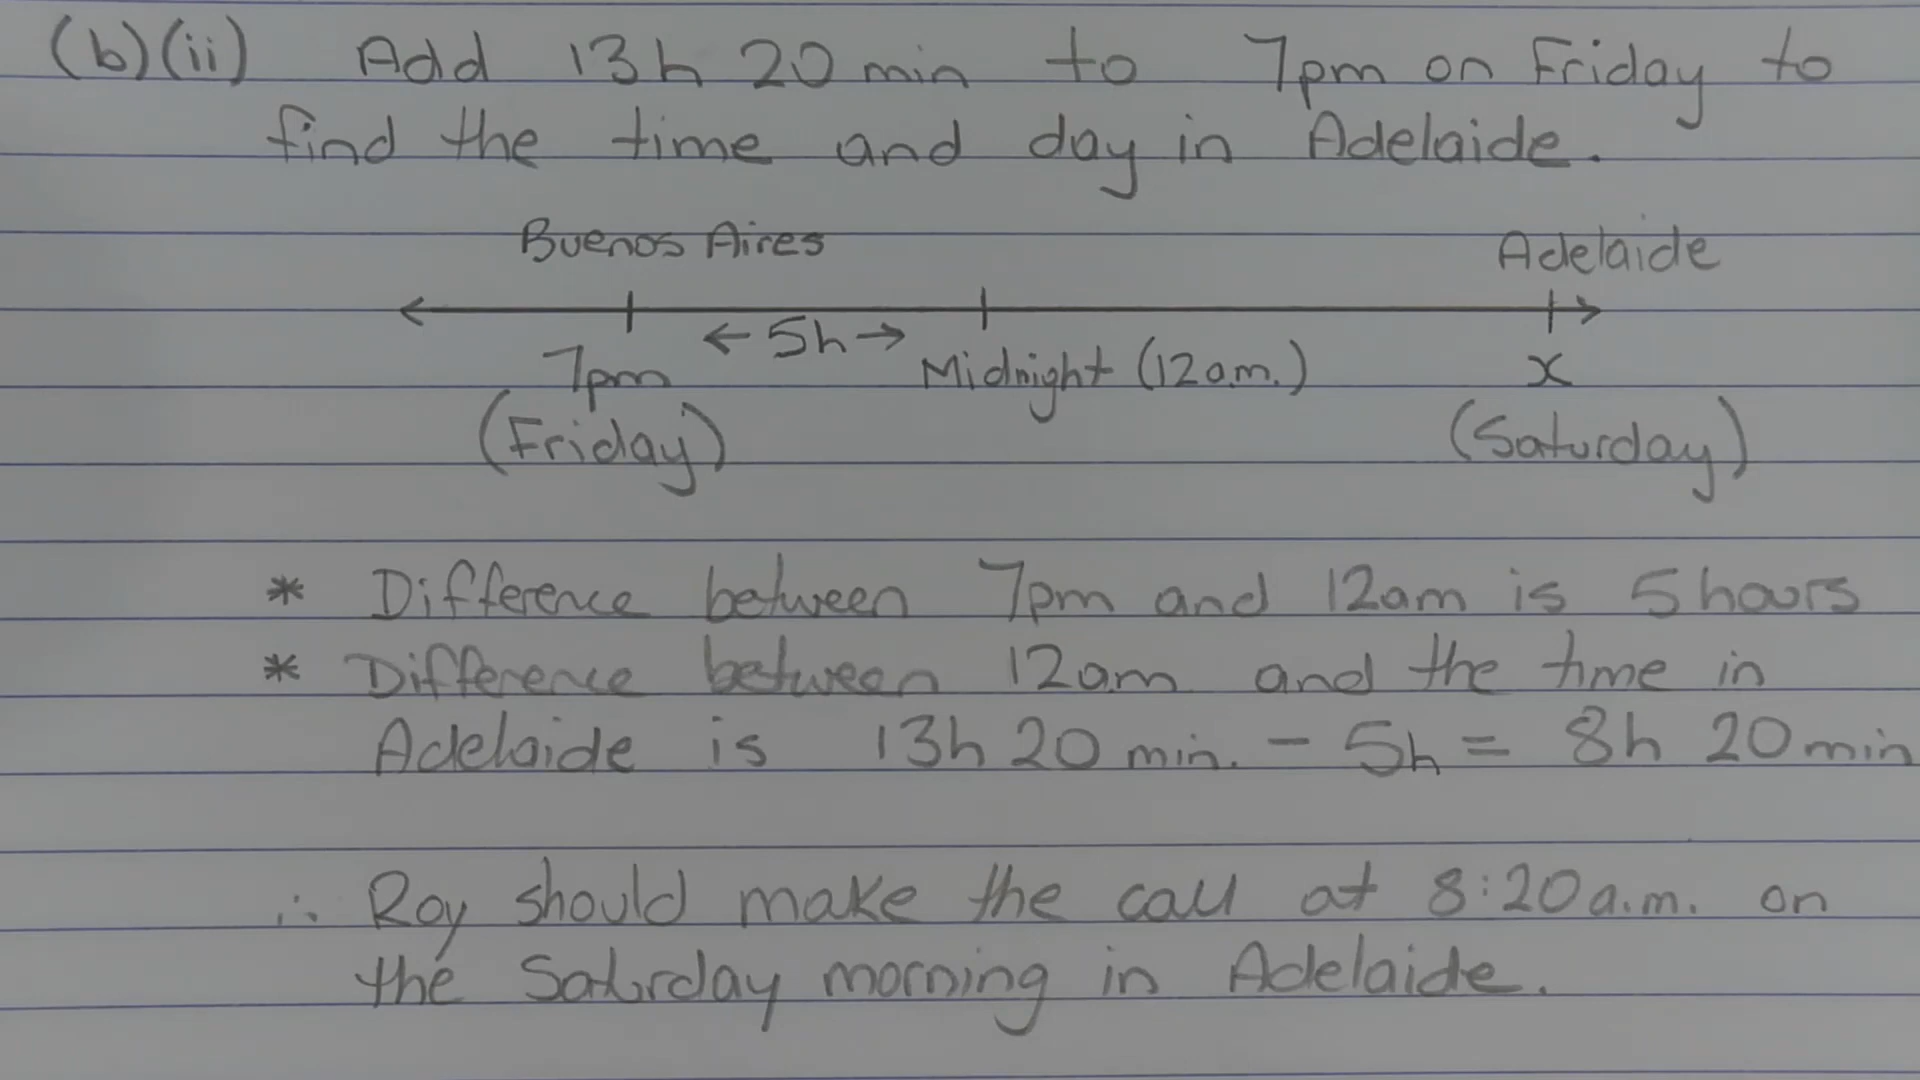 (b)(ii) Add 13h 20 min to 7pm on Friday to
find the time and day in Adelaide.
Buenos Aires Adelaide
5h
7pm Midnight (12a.m.) x
(Friday) (Saturday)
* Difference between 7pm and 12am is 5 hours
* Difference between 12am and the time in
Adelaide is 13h 20 min. - 5h = 8h 20 min
∴ Roy should make the call at 8:20a.m. on
the Saturday morning in Adelaide.